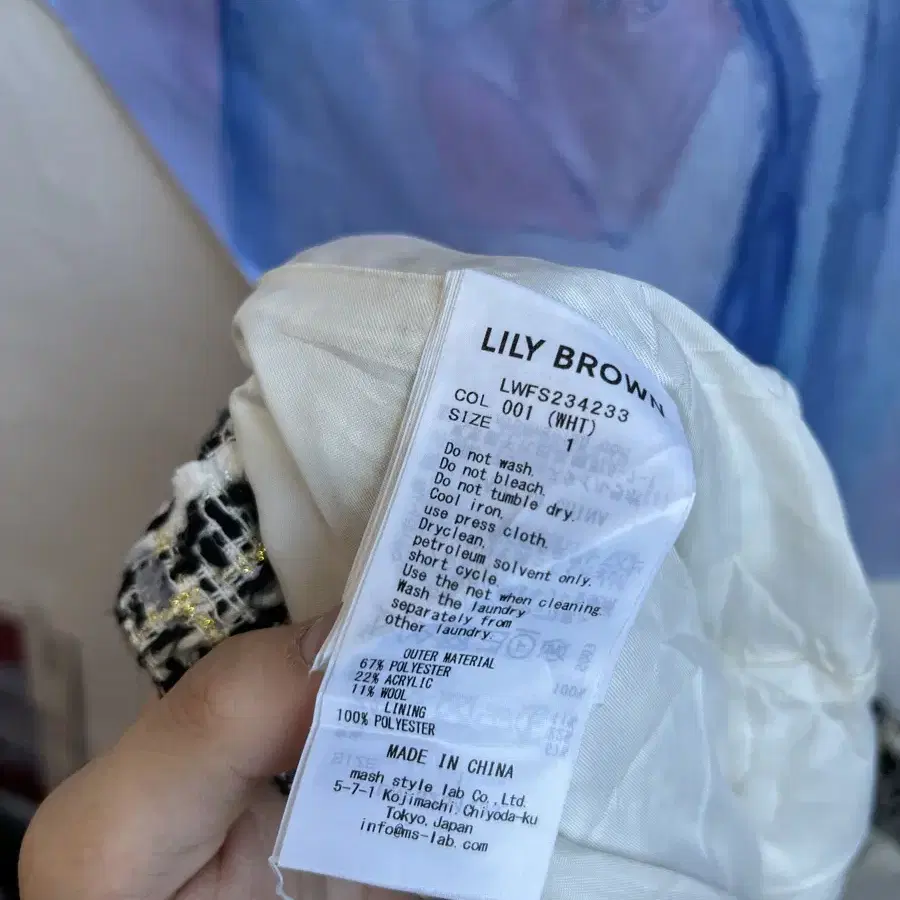 LILY BROWN
LWFS234233
COL 001 (WHT)
SIZE 1
Do not wash.
Do not bleach.
Do not tumble dry.
Cool iron,
use press cloth.
Dryclean,
petroleum solvent only.
short cycle.
Use the net when cleaning.
Wash the laundry
separately from
other laundry.
OUTER MATERIAL
67% POLYESTER
22% ACRYLIC
11% WOOL
LINING
100% POLYESTER
MADE IN CHINA
mash style lab Co.,Ltd.
5-7-1 Kojimachi,Chiyoda-ku
Tokyo,Japan
info@ms-lab.com